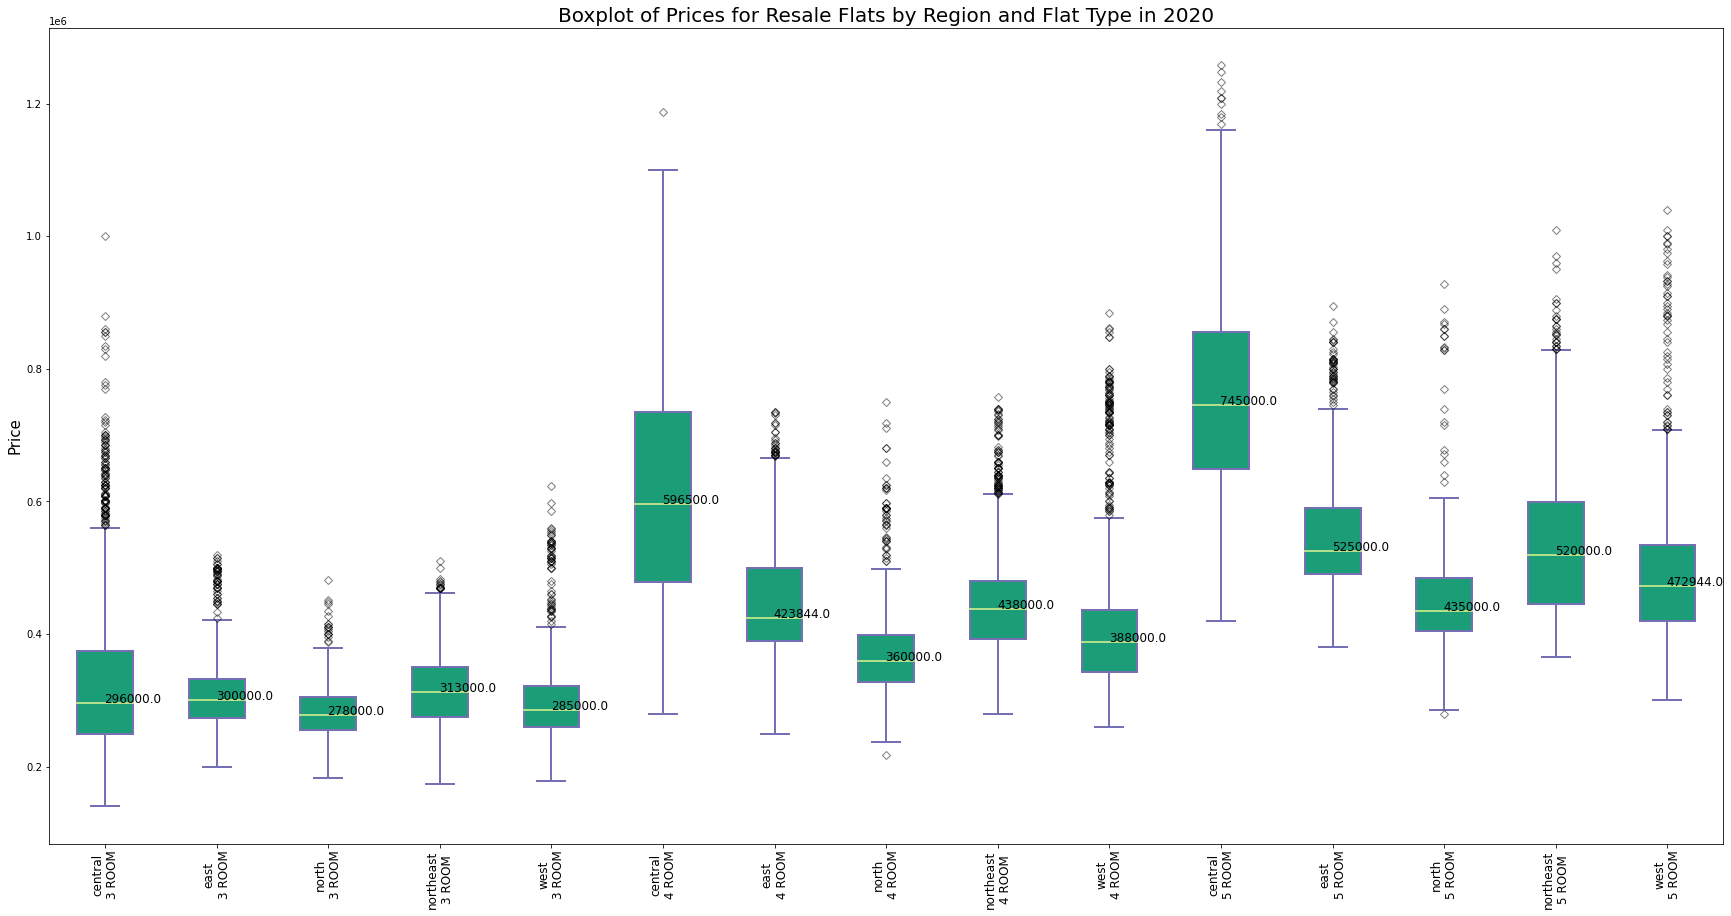 Boxplot of Prices for Resale Flats by Region and Flat Type in 2020
1e6
1.2
1.0
0.8
0.6
0.4
0.2
Price
296000.0
300000.0
278000.0
313000.0
285000.0
596500.0
423844.0
360000.0
438000.0
388000.0
745000.0
525000.0
435000.0
520000.0
472944.0
central
3 ROOM
east
3 ROOM
north
3 ROOM
northeast
3 ROOM
west
3 ROOM
central
4 ROOM
east
4 ROOM
north
4 ROOM
northeast
4 ROOM
west
4 ROOM
central
5 ROOM
east
5 ROOM
north
5 ROOM
northeast
5 ROOM
west
5 ROOM